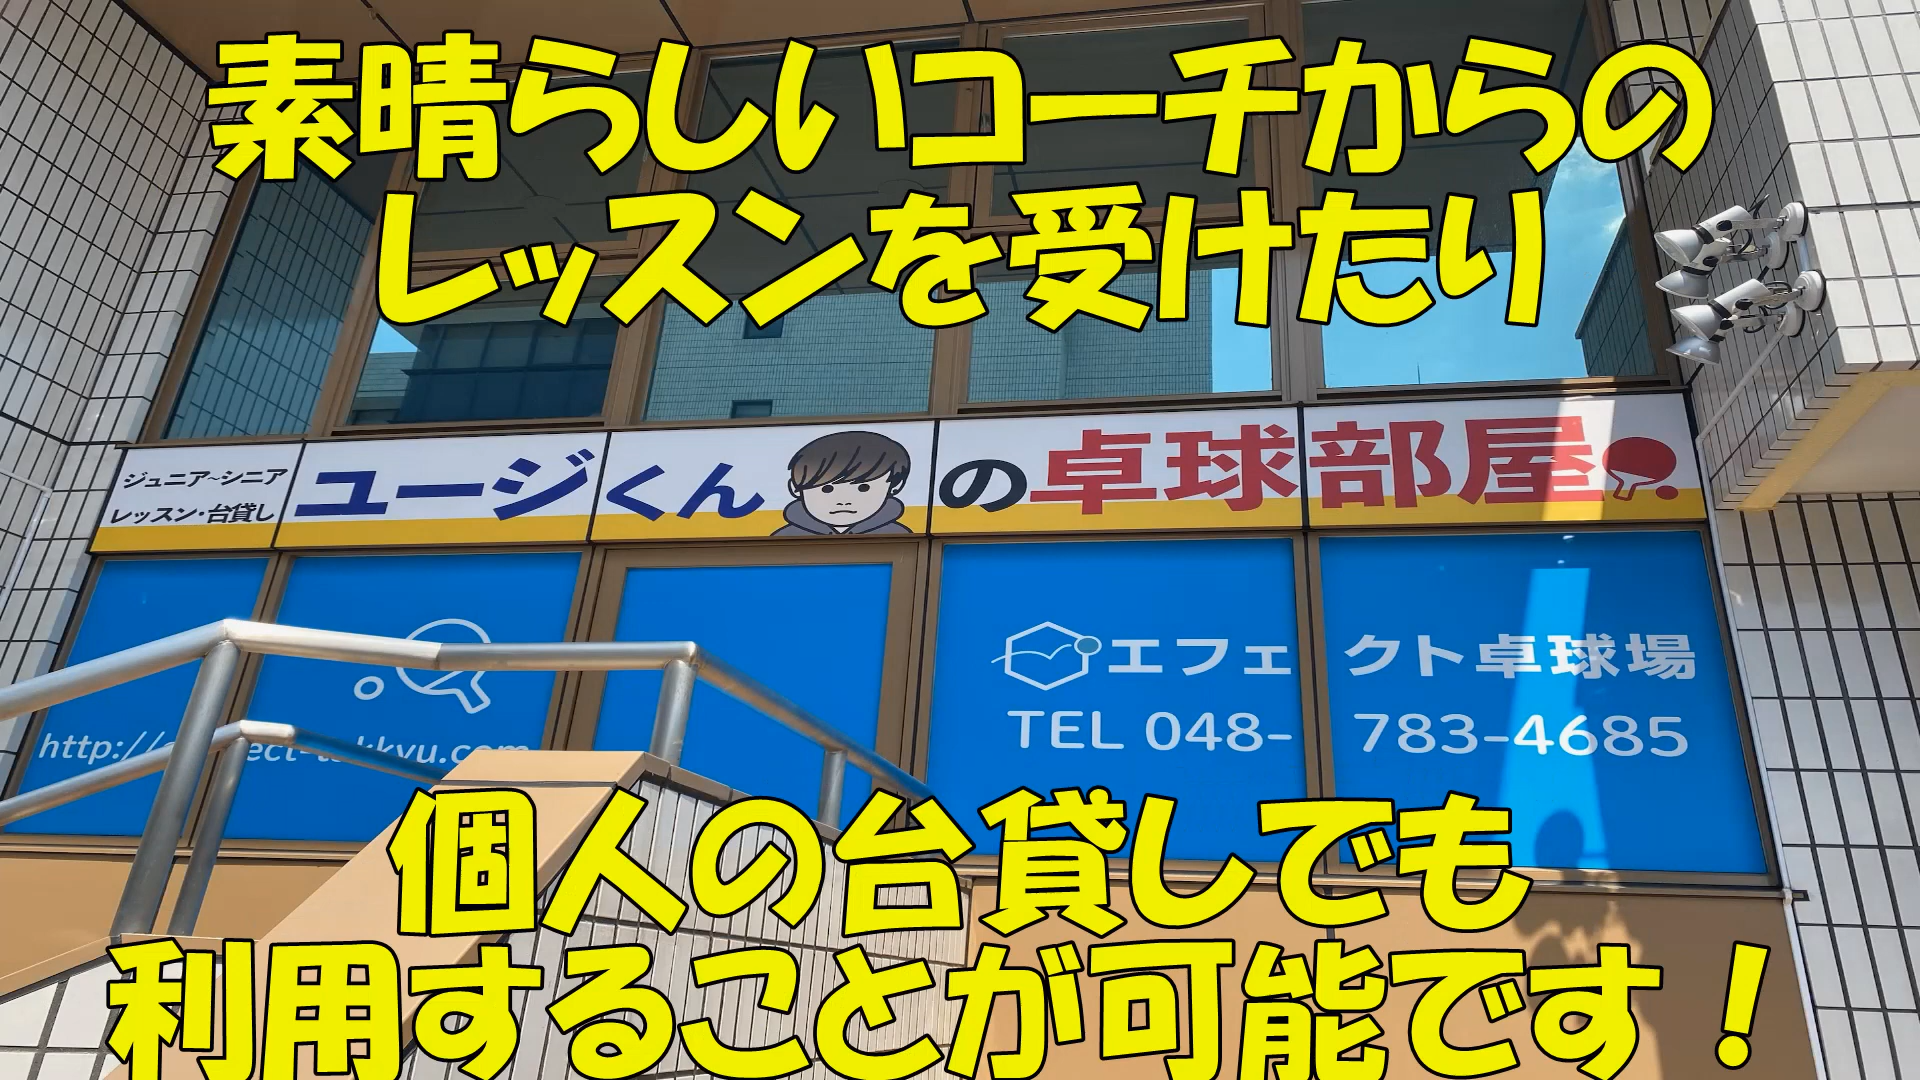 素晴らしいコーチからの
レッスンを受けたり
ジュニア~シニア
レッスン・台貸し
ユージくんの卓球部屋
エフェクト卓球場
TEL 048-783-4685
個人の台貸しでも
利用することが可能です！